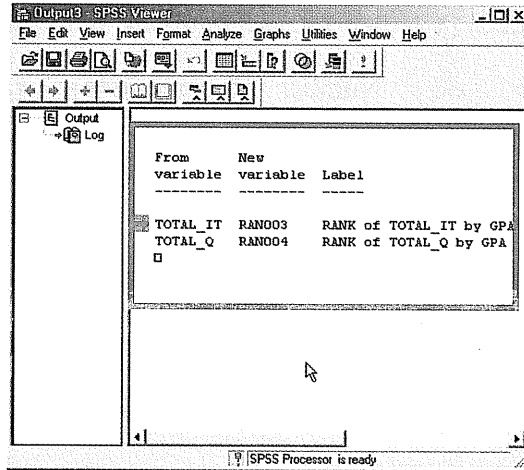 Output3 - SPSS Viewer
File Edit View Insert Format Analyze Graphs Utilities Window Help
Output
Log
From New
variable variable Label
-------- -------- -----
TOTAL_IT RAN003 RANK of TOTAL_IT by GPA
TOTAL_Q RAN004 RANK of TOTAL_Q by GPA
SPSS Processor is ready